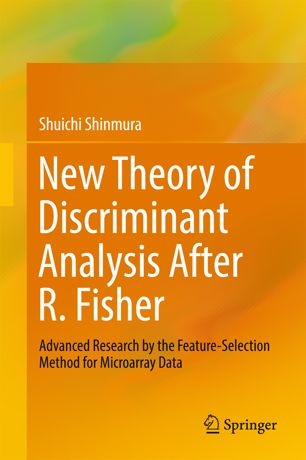 Shuichi Shinmura
New Theory of
Discriminant
Analysis After
R. Fisher
Advanced Research by the Feature-Selection
Method for Microarray Data
Springer